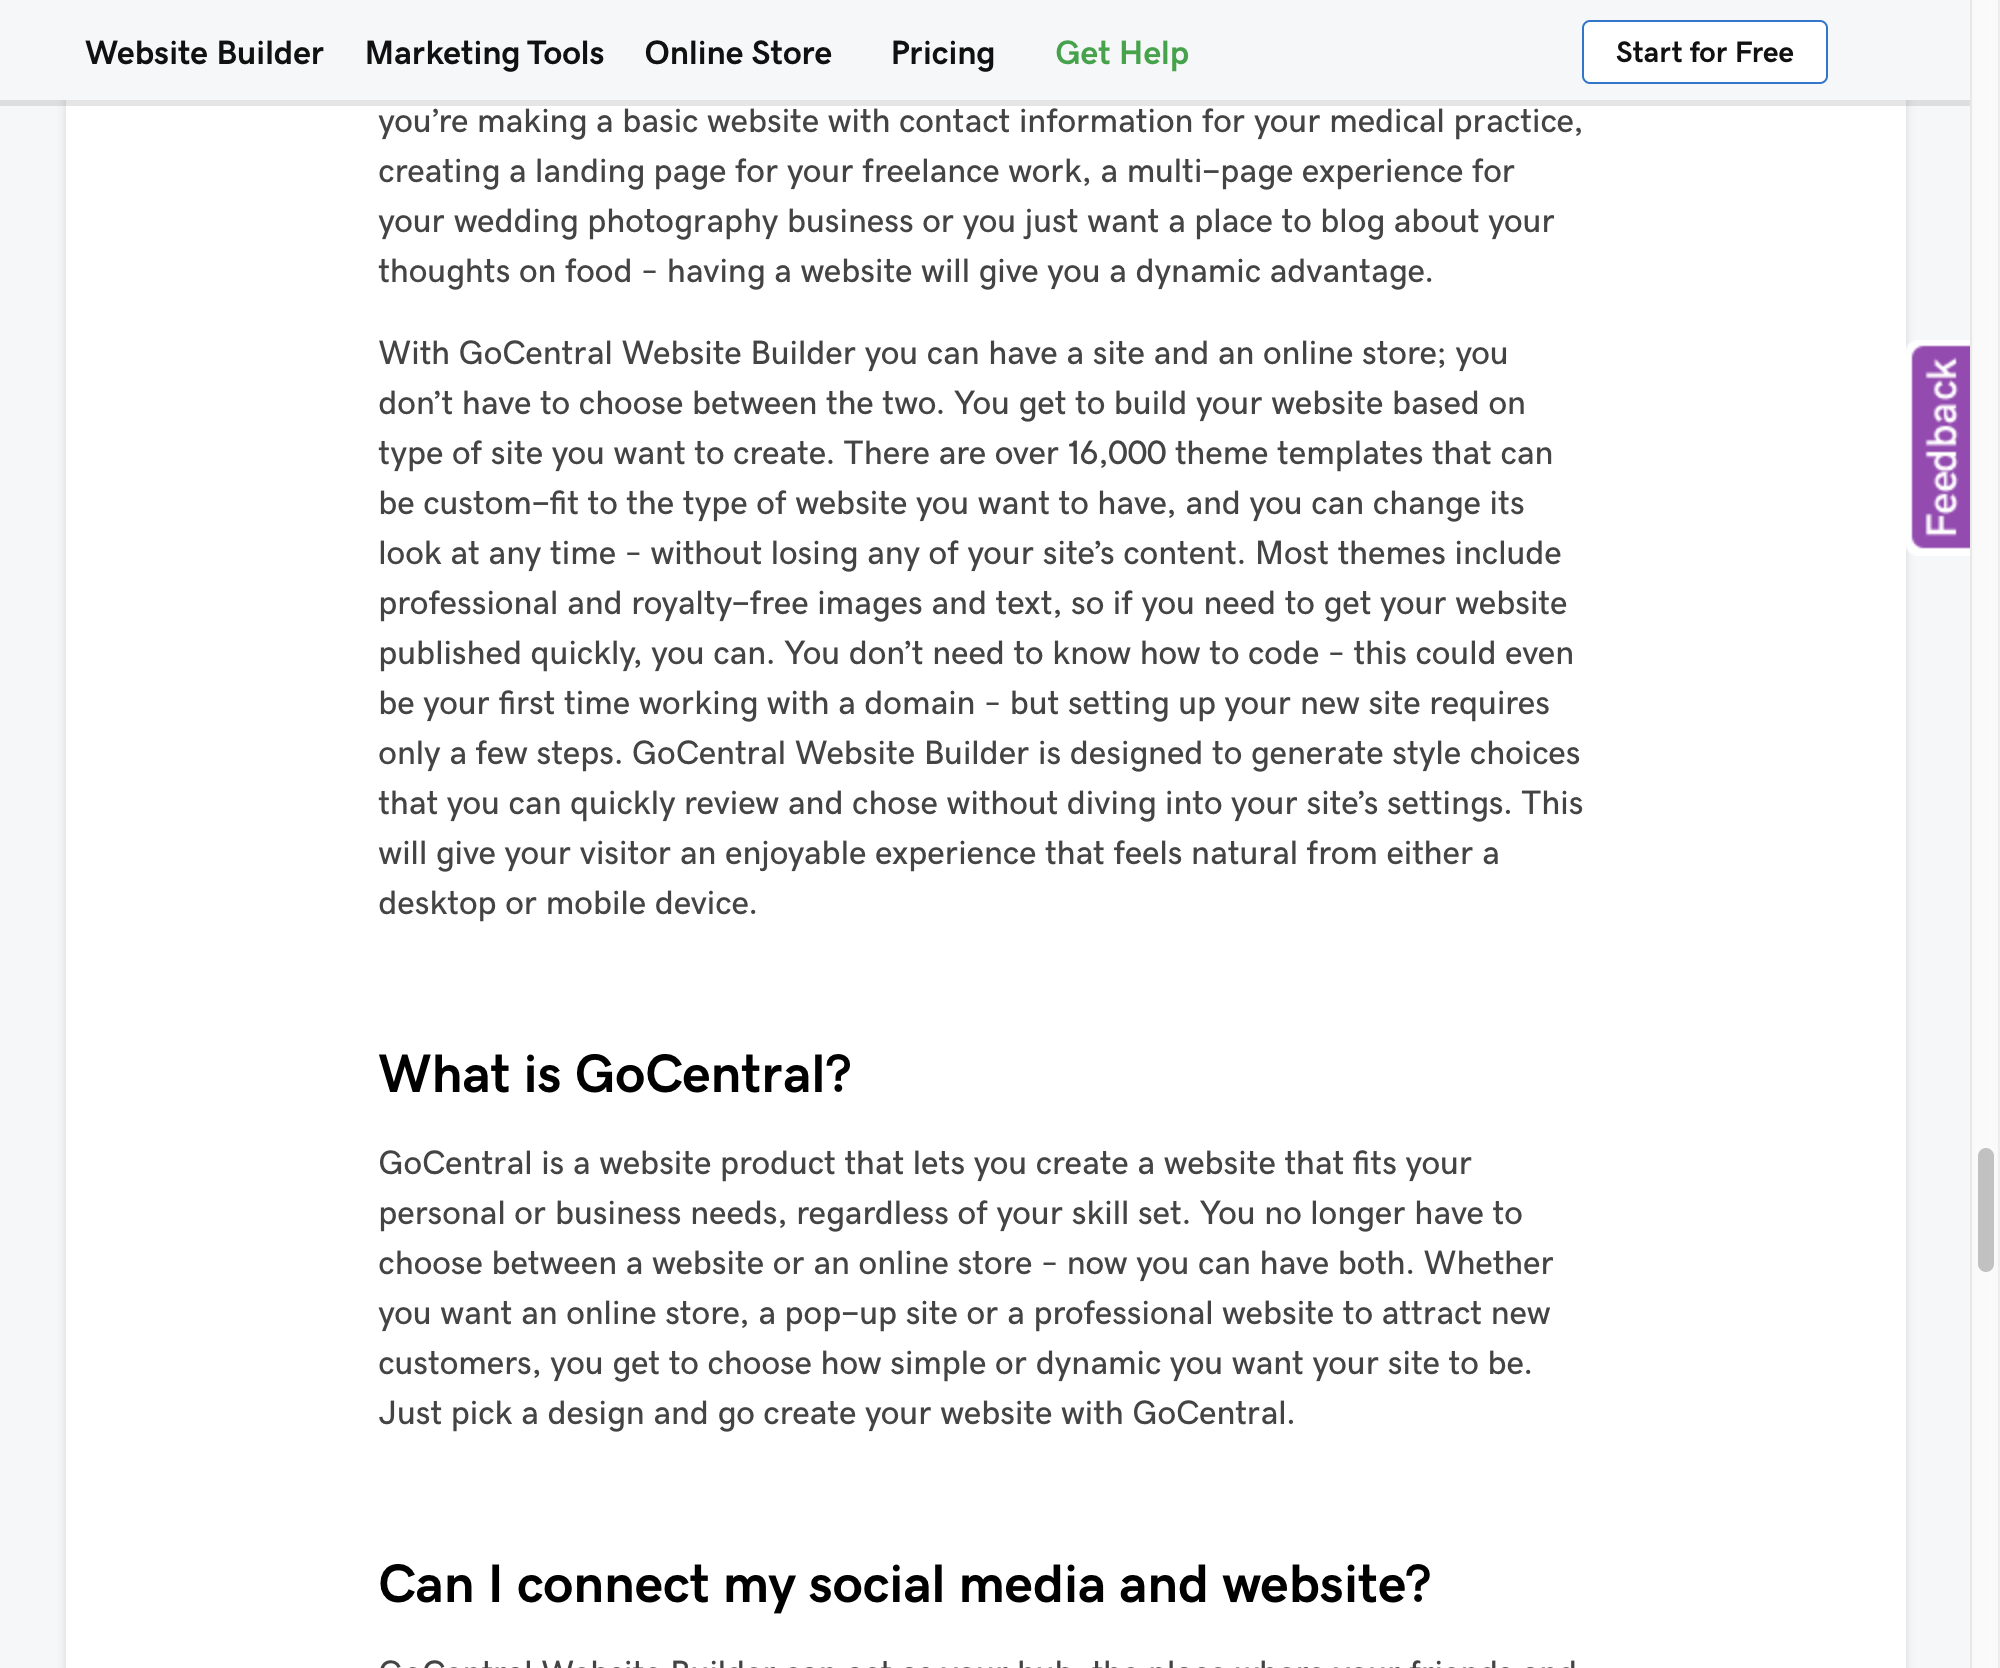 Website Builder Marketing Tools Online Store Pricing Get Help Start for Free
you’re making a basic website with contact information for your medical practice,
creating a landing page for your freelance work, a multi-page experience for
your wedding photography business or you just want a place to blog about your
thoughts on food – having a website will give you a dynamic advantage.
With GoCentral Website Builder you can have a site and an online store; you
don’t have to choose between the two. You get to build your website based on
type of site you want to create. There are over 16,000 theme templates that can
be custom-fit to the type of website you want to have, and you can change its
look at any time – without losing any of your site’s content. Most themes include
professional and royalty-free images and text, so if you need to get your website
published quickly, you can. You don’t need to know how to code – this could even
be your first time working with a domain – but setting up your new site requires
only a few steps. GoCentral Website Builder is designed to generate style choices
that you can quickly review and chose without diving into your site’s settings. This
will give your visitor an enjoyable experience that feels natural from either a
desktop or mobile device.
Feedback
What is GoCentral?
GoCentral is a website product that lets you create a website that fits your
personal or business needs, regardless of your skill set. You no longer have to
choose between a website or an online store – now you can have both. Whether
you want an online store, a pop-up site or a professional website to attract new
customers, you get to choose how simple or dynamic you want your site to be.
Just pick a design and go create your website with GoCentral.
Can I connect my social media and website?
GoCentral Website Builder can act as your hub, the place where your friends and